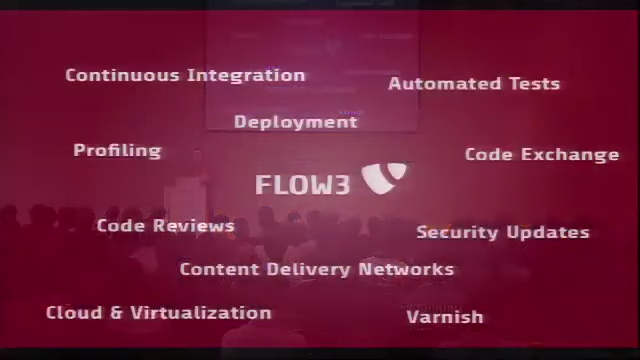 Continuous Integration
Automated Tests
Deployment
Profiling
Code Exchange
FLOW3
Code Reviews
Security Updates
Content Delivery Networks
Cloud & Virtualization
Varnish